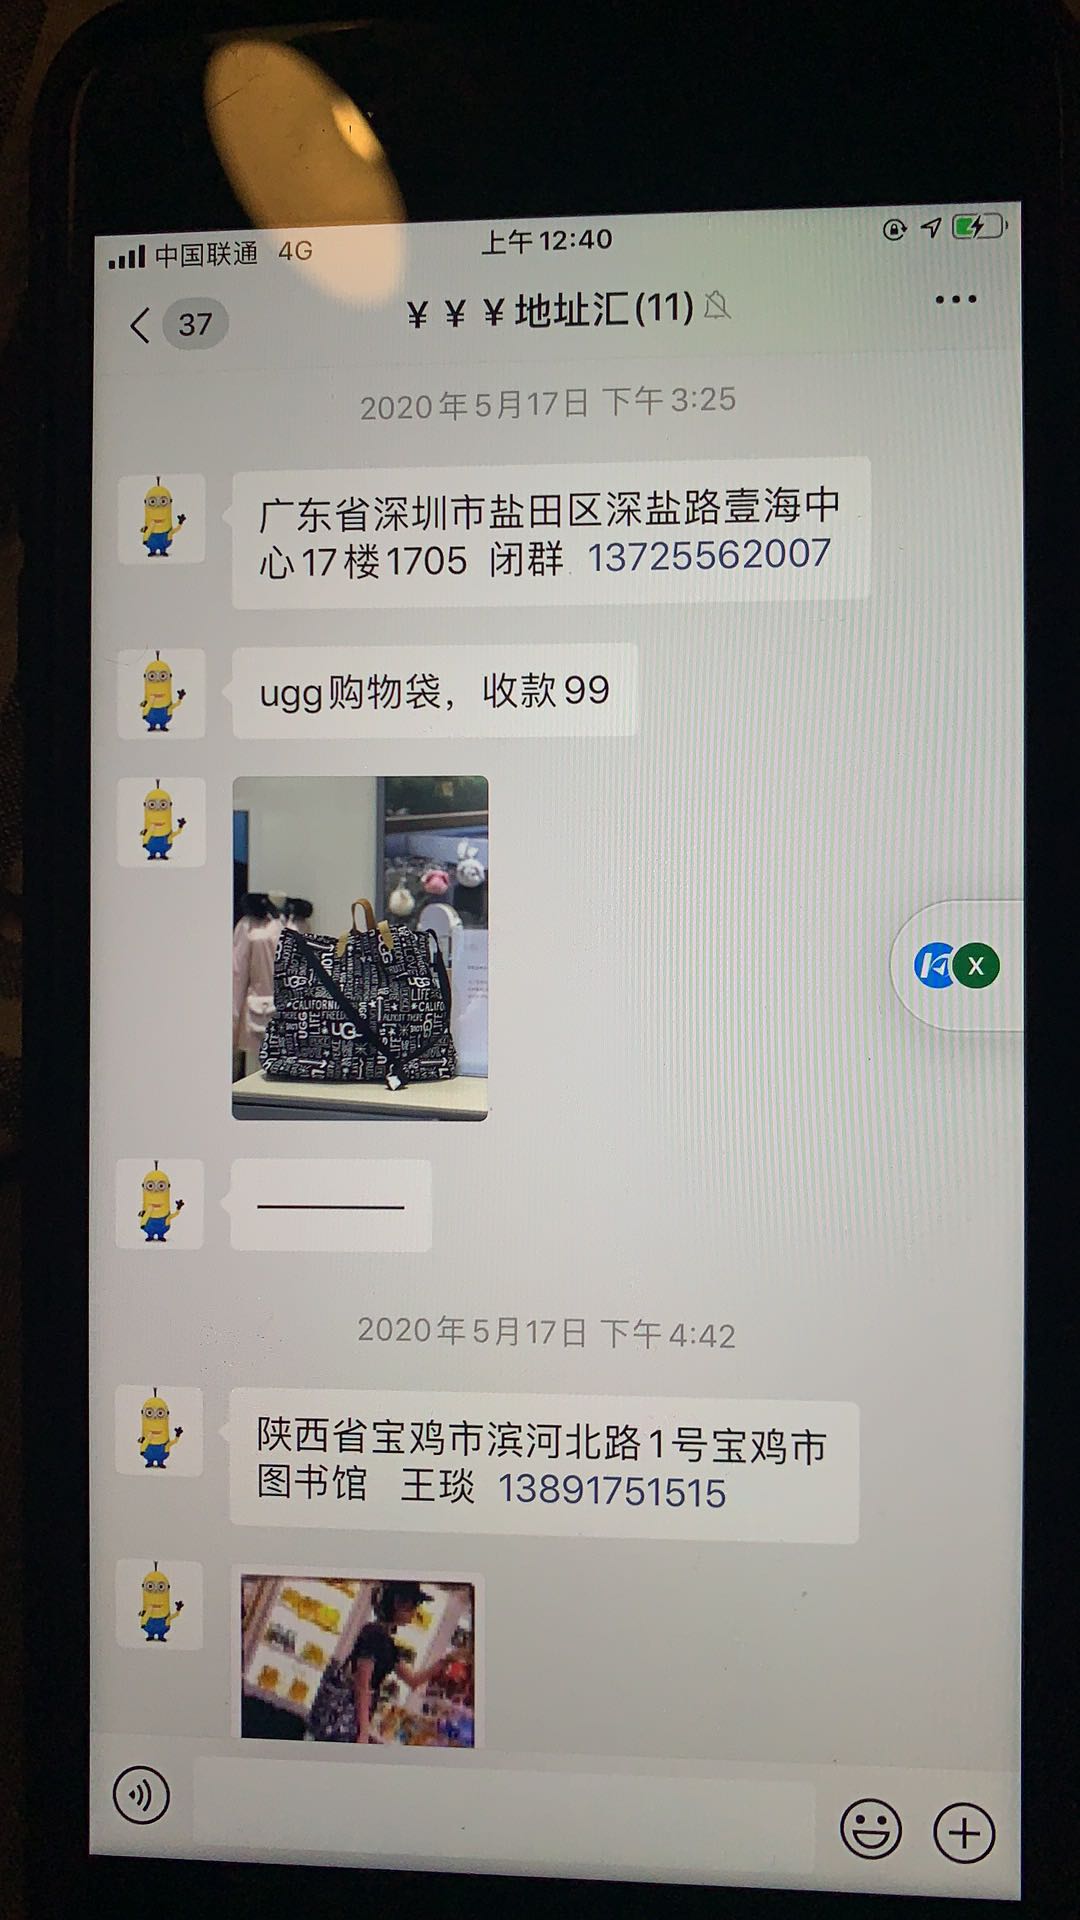 中国联通 4G
上午12:40
37
¥ ¥ ¥地址汇(11)
2020年5月17日 下午3:25
广东省深圳市盐田区深盐路壹海中
心17楼1705 闭群 13725562007
ugg购物袋，收款99
CALIFORNIA
UGG
LIFE
2020年5月17日 下午4:42
陕西省宝鸡市滨河北路1号宝鸡市
图书馆 王琰 13891751515